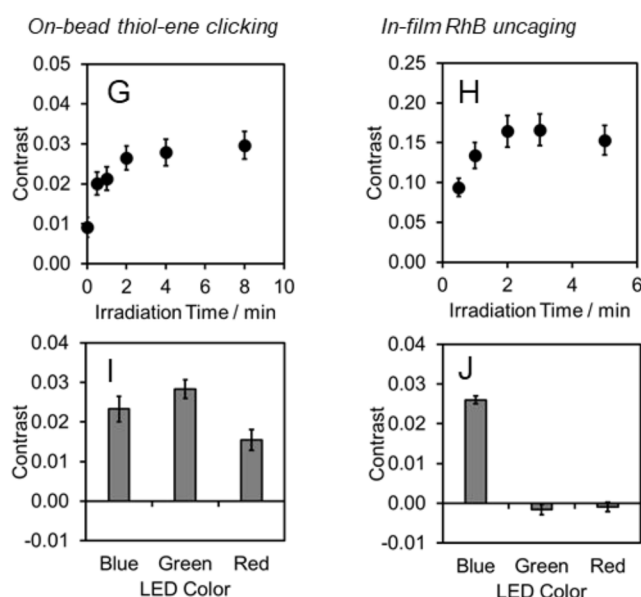 On-bead thiol-ene clicking
In-film RhB uncaging
G
Contrast
0.05
0.04
0.03
0.02
0.01
0.00
0 2 4 6 8 10
Irradiation Time / min
H
Contrast
0.25
0.20
0.15
0.10
0.05
0.00
0 2 4 6
Irradiation Time / min
I
Contrast
0.04
0.03
0.02
0.01
0.00
-0.01
Blue Green Red
LED Color
J
Contrast
0.04
0.03
0.02
0.01
0.00
-0.01
Blue Green Red
LED Color